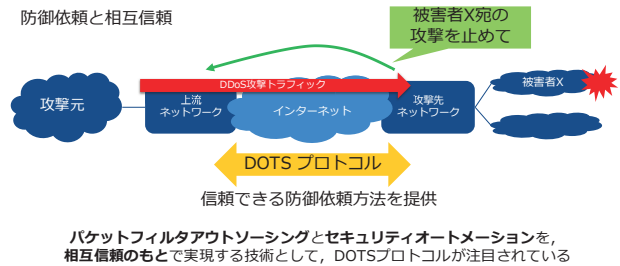 防御依頼と相互信頼
被害者X宛の
攻撃を止めて
DDoS攻撃トラフィック
攻撃元
上流
ネットワーク
インターネット
攻撃先
ネットワーク
被害者X
DOTS プロトコル
信頼できる防御依頼方法を提供
パケットフィルタアウトソーシングとセキュリティオートメーションを,
相互信頼のもとで実現する技術として，DOTSプロトコルが注目されている